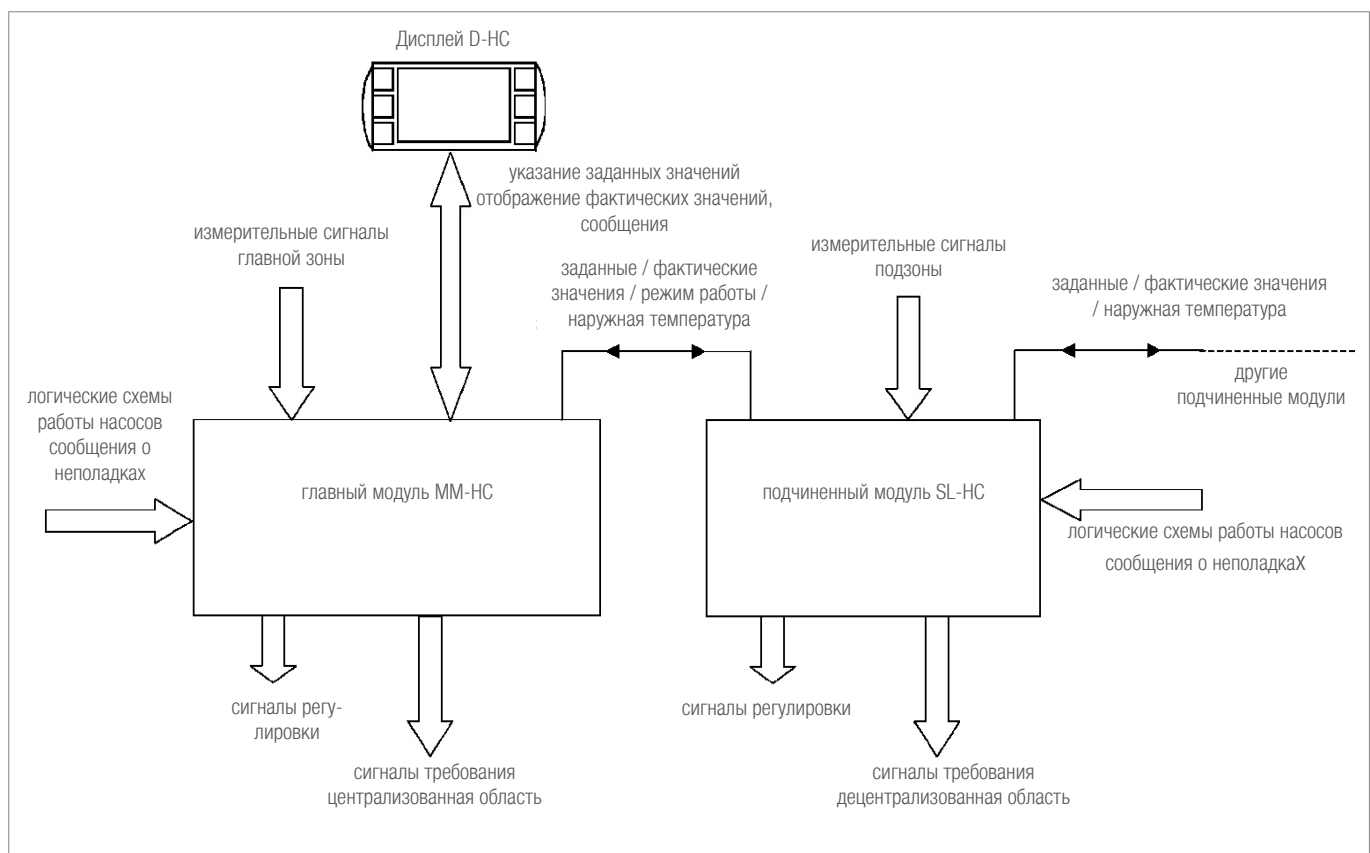 Дисплей D-HC
указание заданных значений
отображение фактических значений,
сообщения
измерительные сигналы
главной зоны
заданные / фактические
значения / режим работы /
наружная температура
измерительные сигналы
подзоны
заданные / фактические значения
/ наружная температура
другие
подчиненные модули
логические схемы
работы насосов
сообщения о
неполадках
главный модуль MM-HC
подчиненный модуль SL-HC
логические схемы работы насосов
сообщения о неполадкаХ
сигналы регу-
лировки
сигналы требования
централизованная область
сигналы регулировки
сигналы требования
децентрализованная область